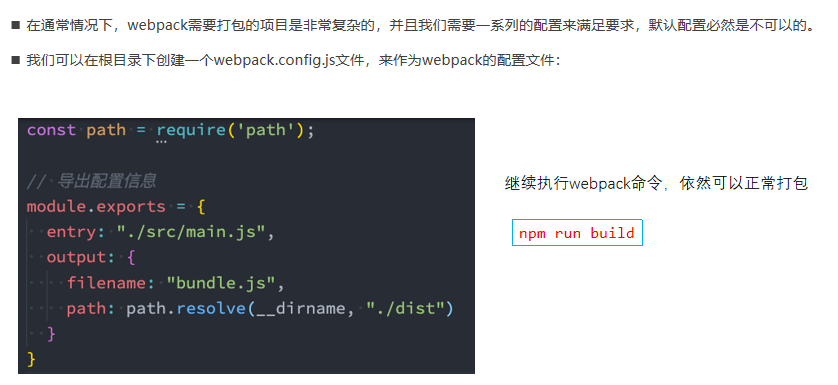 ■ 在通常情况下，webpack需要打包的项目是非常复杂的，并且我们需要一系列的配置来满足要求，默认配置必然是不可以的。
■ 我们可以在根目录下创建一个webpack.config.js文件，来作为webpack的配置文件：
const path = require('path');
// 导出配置信息
module.exports = {
  entry: "./src/main.js",
  output: {
    filename: "bundle.js",
    path: path.resolve(__dirname, "./dist")
  }
}
继续执行webpack命令，依然可以正常打包
npm run build